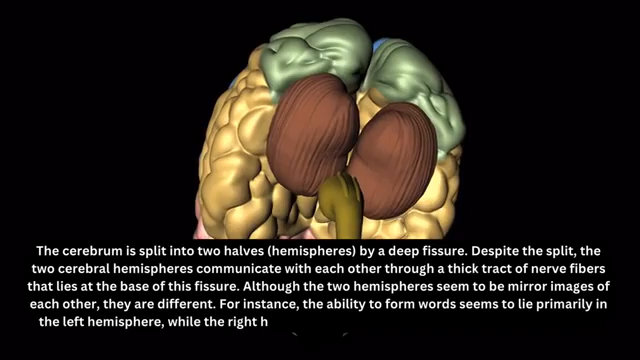 The cerebrum is split into two halves (hemispheres) by a deep fissure. Despite the split, the
two cerebral hemispheres communicate with each other through a thick tract of nerve fibers
that lies at the base of this fissure. Although the two hemispheres seem to be mirror images of
each other, they are different. For instance, the ability to form words seems to lie primarily in
the left hemisphere, while the right h